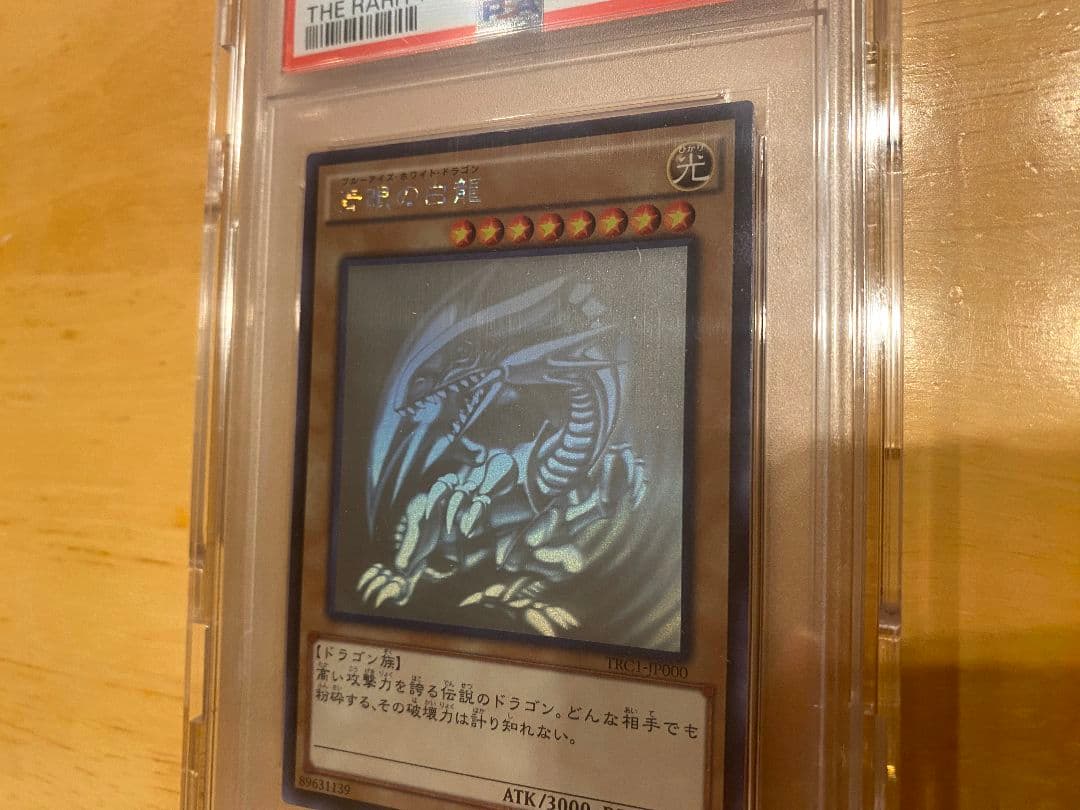 THE RARI
PSA
ブルーアイズ・ホワイト・ドラゴン
青眼の白龍
ひかり
光
TRC1-JP000
【ドラゴン族】
高い攻撃力を誇る伝説のドラゴン。どんな相手でも
粉砕する、その破壊力は計り知れない。
89631139
ATK/3000